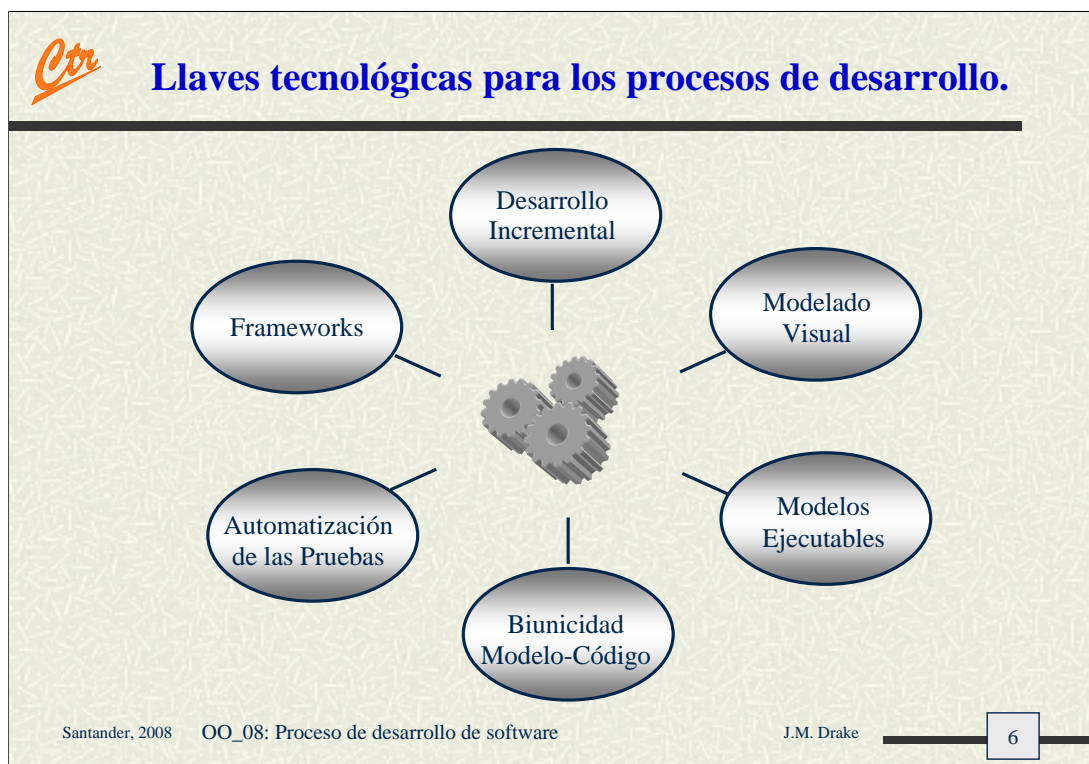 Ctr
Llaves tecnológicas para los procesos de desarrollo.
Desarrollo
Incremental
Frameworks
Modelado
Visual
Automatización
de las Pruebas
Modelos
Ejecutables
Biunicidad
Modelo-Código
Santander, 2008 OO_08: Proceso de desarrollo de software J.M. Drake 6